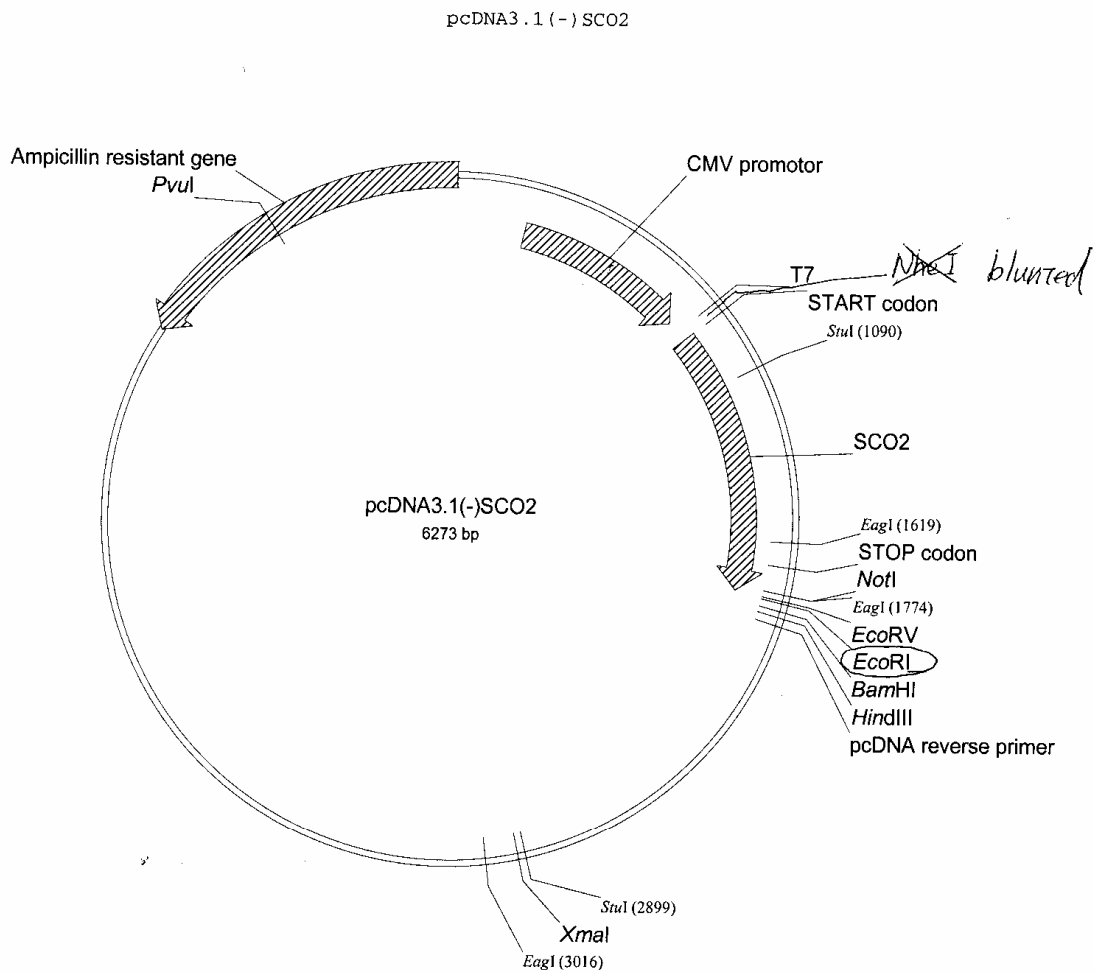 pcDNA3.1(-)SCO2
Ampicillin resistant gene
PvuI
CMV promotor
T7
NheI blunted
START codon
StuI (1090)
SCO2
pcDNA3.1(-)SCO2
6273 bp
EagI (1619)
STOP codon
NotI
EagI (1774)
EcoRV
EcoRI
BamHI
HindIII
pcDNA reverse primer
StuI (2899)
XmaI
EagI (3016)